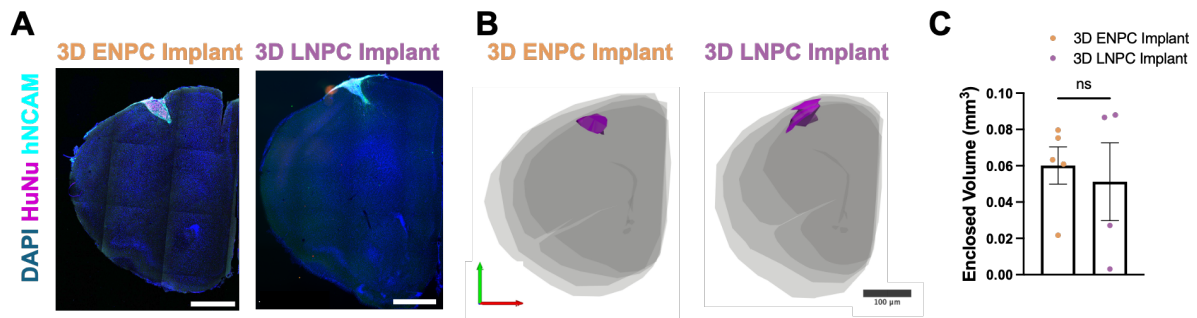 A
3D ENPC Implant 3D LNPC Implant
DAPI HuNu hNCAM
B
3D ENPC Implant 3D LNPC Implant
100 μm
C
3D ENPC Implant
3D LNPC Implant
ns
Enclosed Volume (mm³)
0.10
0.08
0.06
0.04
0.02
0.00